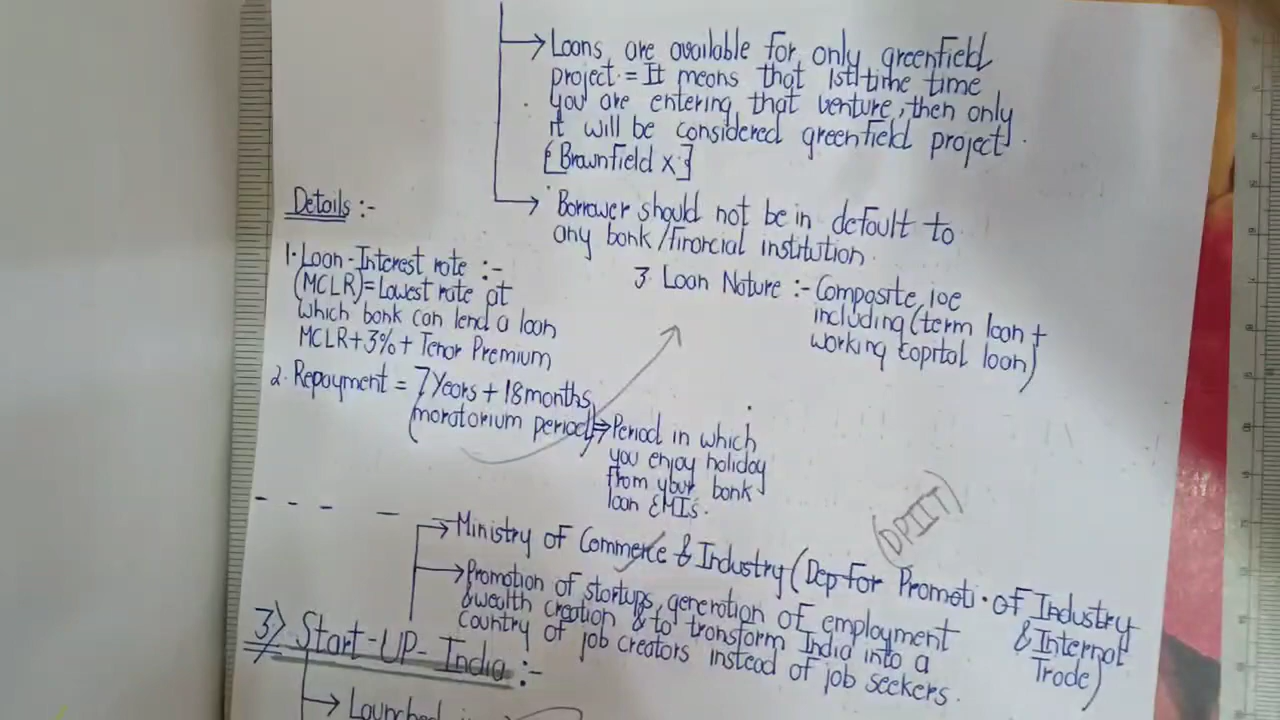 Loans are available for only greenfield
project = It means that 1st time time
you are entering that venture, then only
it will be considered greenfield project.
[Brownfield x]
Borrower should not be in default to
any bank/financial institution
Details :-
1. Loan-Interest rate :-
(MCLR)=Lowest rate at
which bank can lend a loan
MCLR+3%+Tenor Premium
2. Repayment = 7 Years + 18 months
(moratorium period) ⇒ Period in which
you enjoy holiday
from your bank
loan EMIs.
3. Loan Nature :- Composite, ioe
including (term loan +
working capital loan)
(DPIIT)
Ministry of Commerce & Industry (Dep for Promoti. of Industry
& Internat
Trade)
Promotion of startups, generation of employment
& wealth creation & to transform India into a
country of job creators instead of job seekers.
3) Start-UP-India :-
Launched in